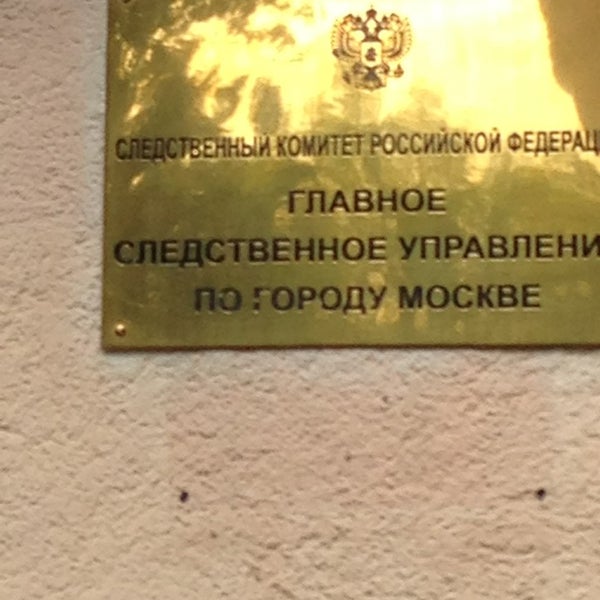 СЛЕДСТВЕННЫЙ КОМИТЕТ РОССИЙСКОЙ ФЕДЕРАЦ
ГЛАВНОЕ
СЛЕДСТВЕННОЕ УПРАВЛЕНИ
ПО ГОРОДУ МОСКВЕ